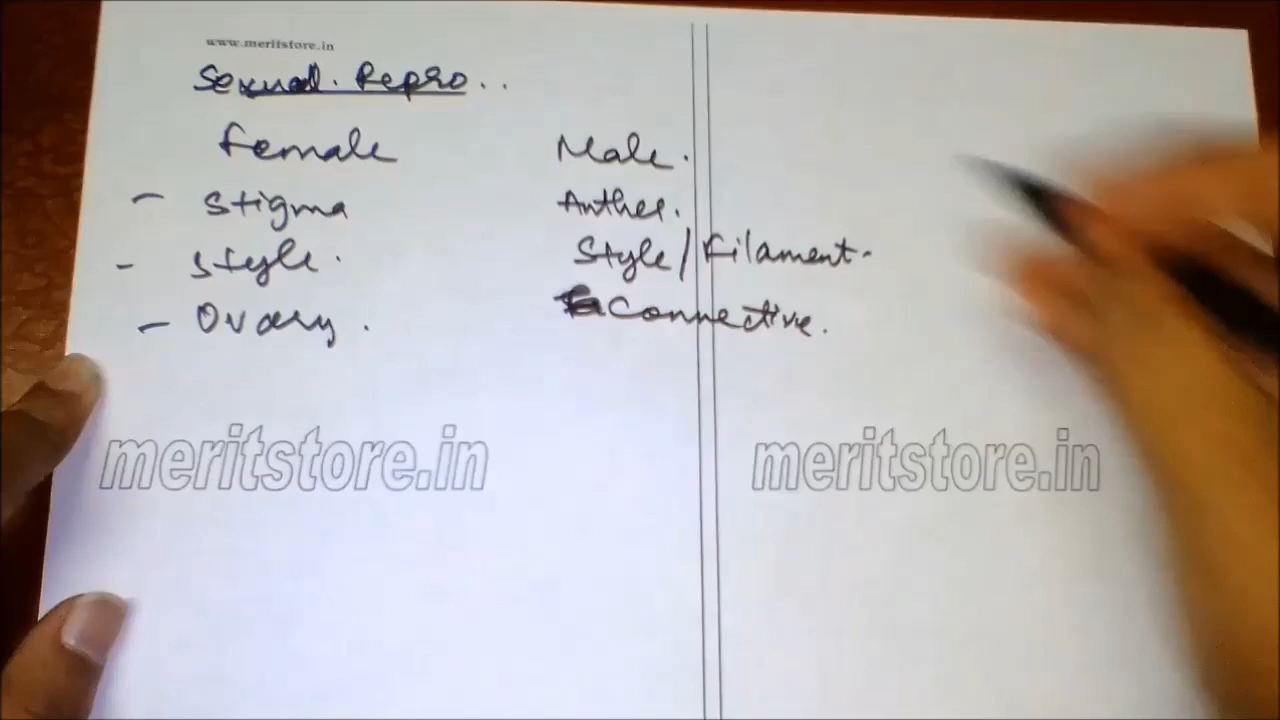 www.meritstore.in
Sexual. Repro..
Female Male.
- Stigma Anther.
- Style. Style/Filament-
- Ovary. Connective.
meritstore.in meritstore.in